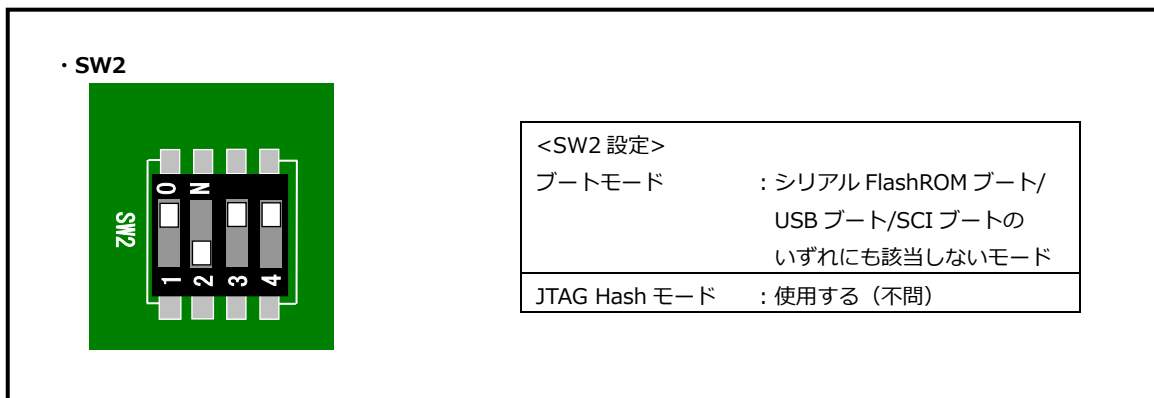 ・SW2
SW2
O N
1 2 3 4
<SW2 設定>
ブートモード ：シリアル FlashROM ブート/
USB ブート/SCI ブートの
いずれにも該当しないモード
JTAG Hash モード ：使用する（不問）